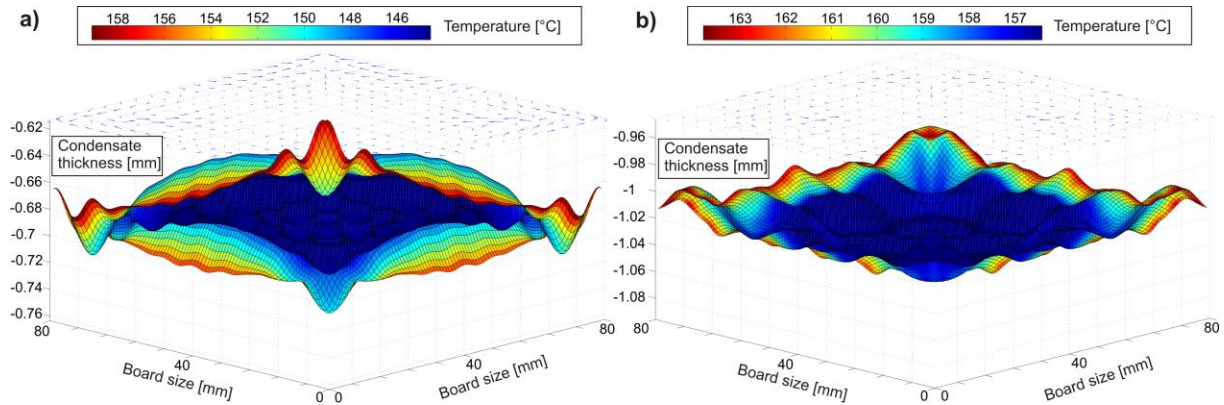 a)
158 156 154 152 150 148 146 Temperature [°C]
-0.62
-0.64
-0.66
-0.68
-0.7
-0.72
-0.74
-0.76
Condensate
thickness [mm]
80
40
0 0
40
80
Board size [mm]
Board size [mm]
b)
163 162 161 160 159 158 157 Temperature [°C]
-0.96
-0.98
-1
-1.02
-1.04
-1.06
-1.08
Condensate
thickness [mm]
80
40
0 0
40
80
Board size [mm]
Board size [mm]